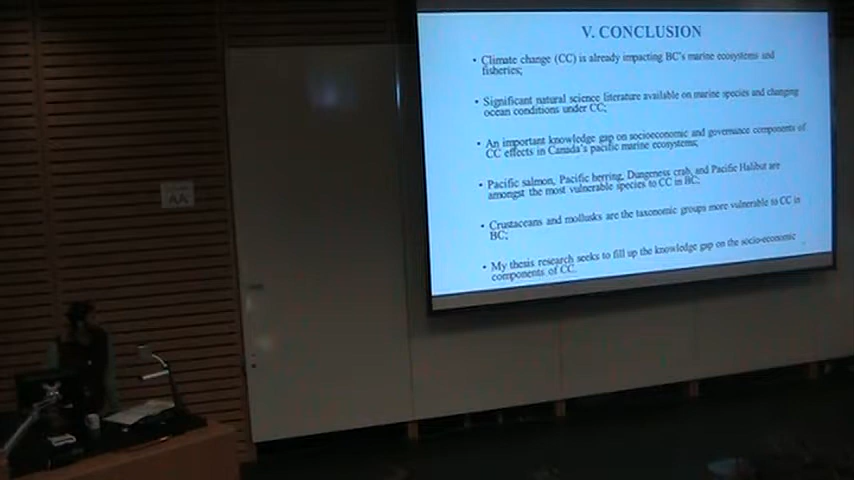 V. CONCLUSION
• Climate change (CC) is already impacting BC's marine ecosystems and
fisheries;
• Significant natural science literature available on marine species and changing
ocean conditions under CC;
• An important knowledge gap on socioeconomic and governance components of
CC effects in Canada's pacific marine ecosystems;
• Pacific salmon, Pacific herring, Dungeness crab, and Pacific Halibut are
amongst the most vulnerable species to CC in BC;
• Crustaceans and mollusks are the taxonomic groups more vulnerable to CC in
BC;
• My thesis research seeks to fill up the knowledge gap on the socio-economic
components of CC.